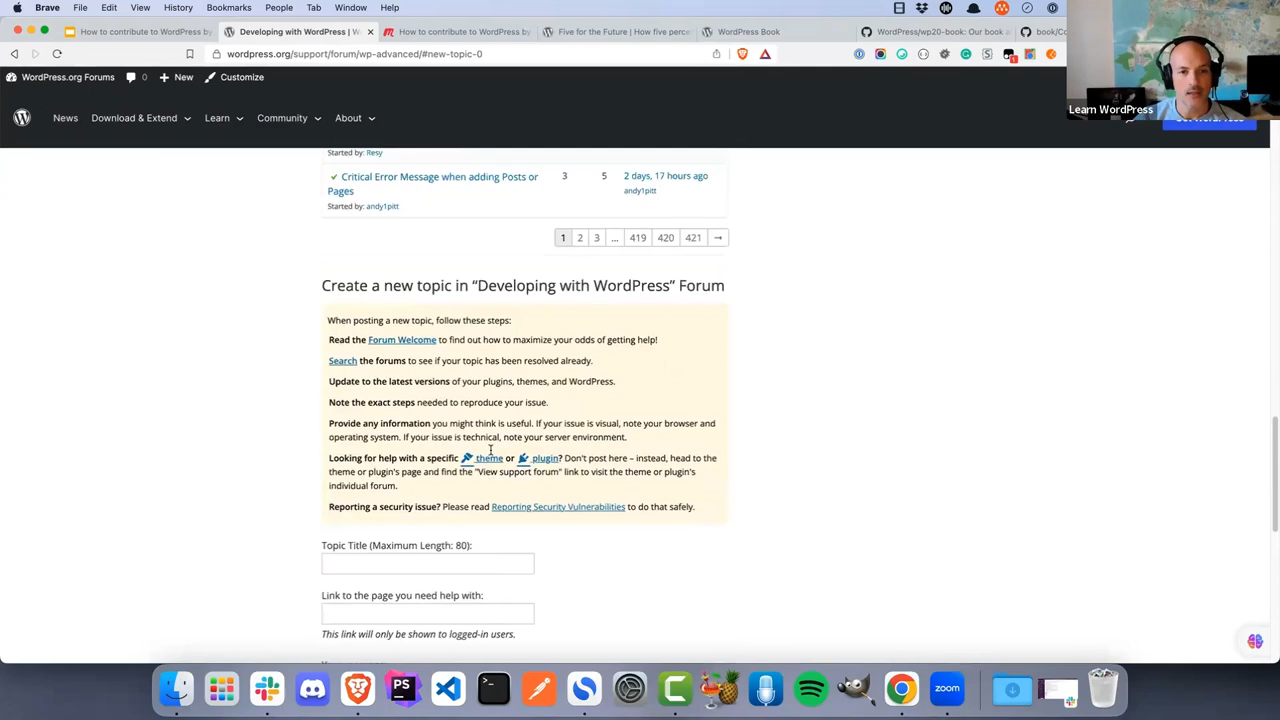 Brave File Edit View History Bookmarks People Tab Window Help
How to contribute to WordPress by
Developing with WordPress | W
How to contribute to WordPress by
Five for the Future | How five perce
WordPress Book
WordPress/wp20-book: Our book
wordpress.org/support/forum/wp-advanced/#new-topic-0
WordPress.org Forums 0 New Customize
News Download & Extend Learn Community About
Learn WordPress
Started by: Resy
Critical Error Message when adding Posts or 3 5 2 days, 17 hours ago
Pages andy1pitt
Started by: andy1pitt
1 2 3 ... 419 420 421 →
Create a new topic in “Developing with WordPress” Forum
When posting a new topic, follow these steps:
Read the Forum Welcome to find out how to maximize your odds of getting help!
Search the forums to see if your topic has been resolved already.
Update to the latest versions of your plugins, themes, and WordPress.
Note the exact steps needed to reproduce your issue.
Provide any information you might think is useful. If your issue is visual, note your browser and
operating system. If your issue is technical, note your server environment.
Looking for help with a specific theme or plugin? Don't post here – instead, head to the
theme or plugin's page and find the "View support forum" link to visit the theme or plugin's
individual forum.
Reporting a security issue? Please read Reporting Security Vulnerabilities to do that safely.
Topic Title (Maximum Length: 80):
Link to the page you need help with:
This link will only be shown to logged-in users.
PS
zoom